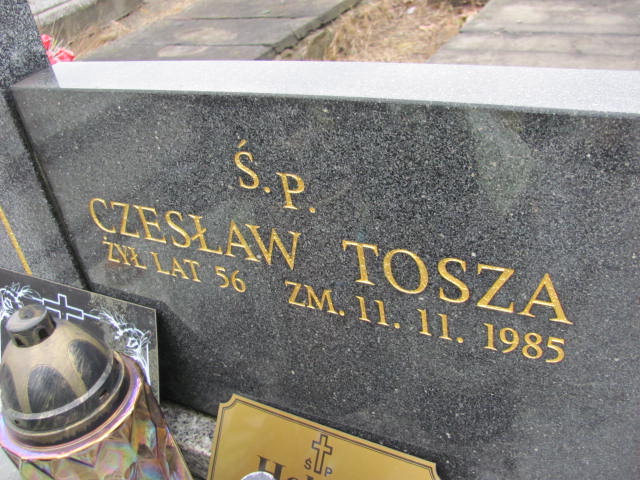 Ś.P.
CZESŁAW TOSZA
ŻYŁ LAT 56 ZM. 11.11.1985
Ś P